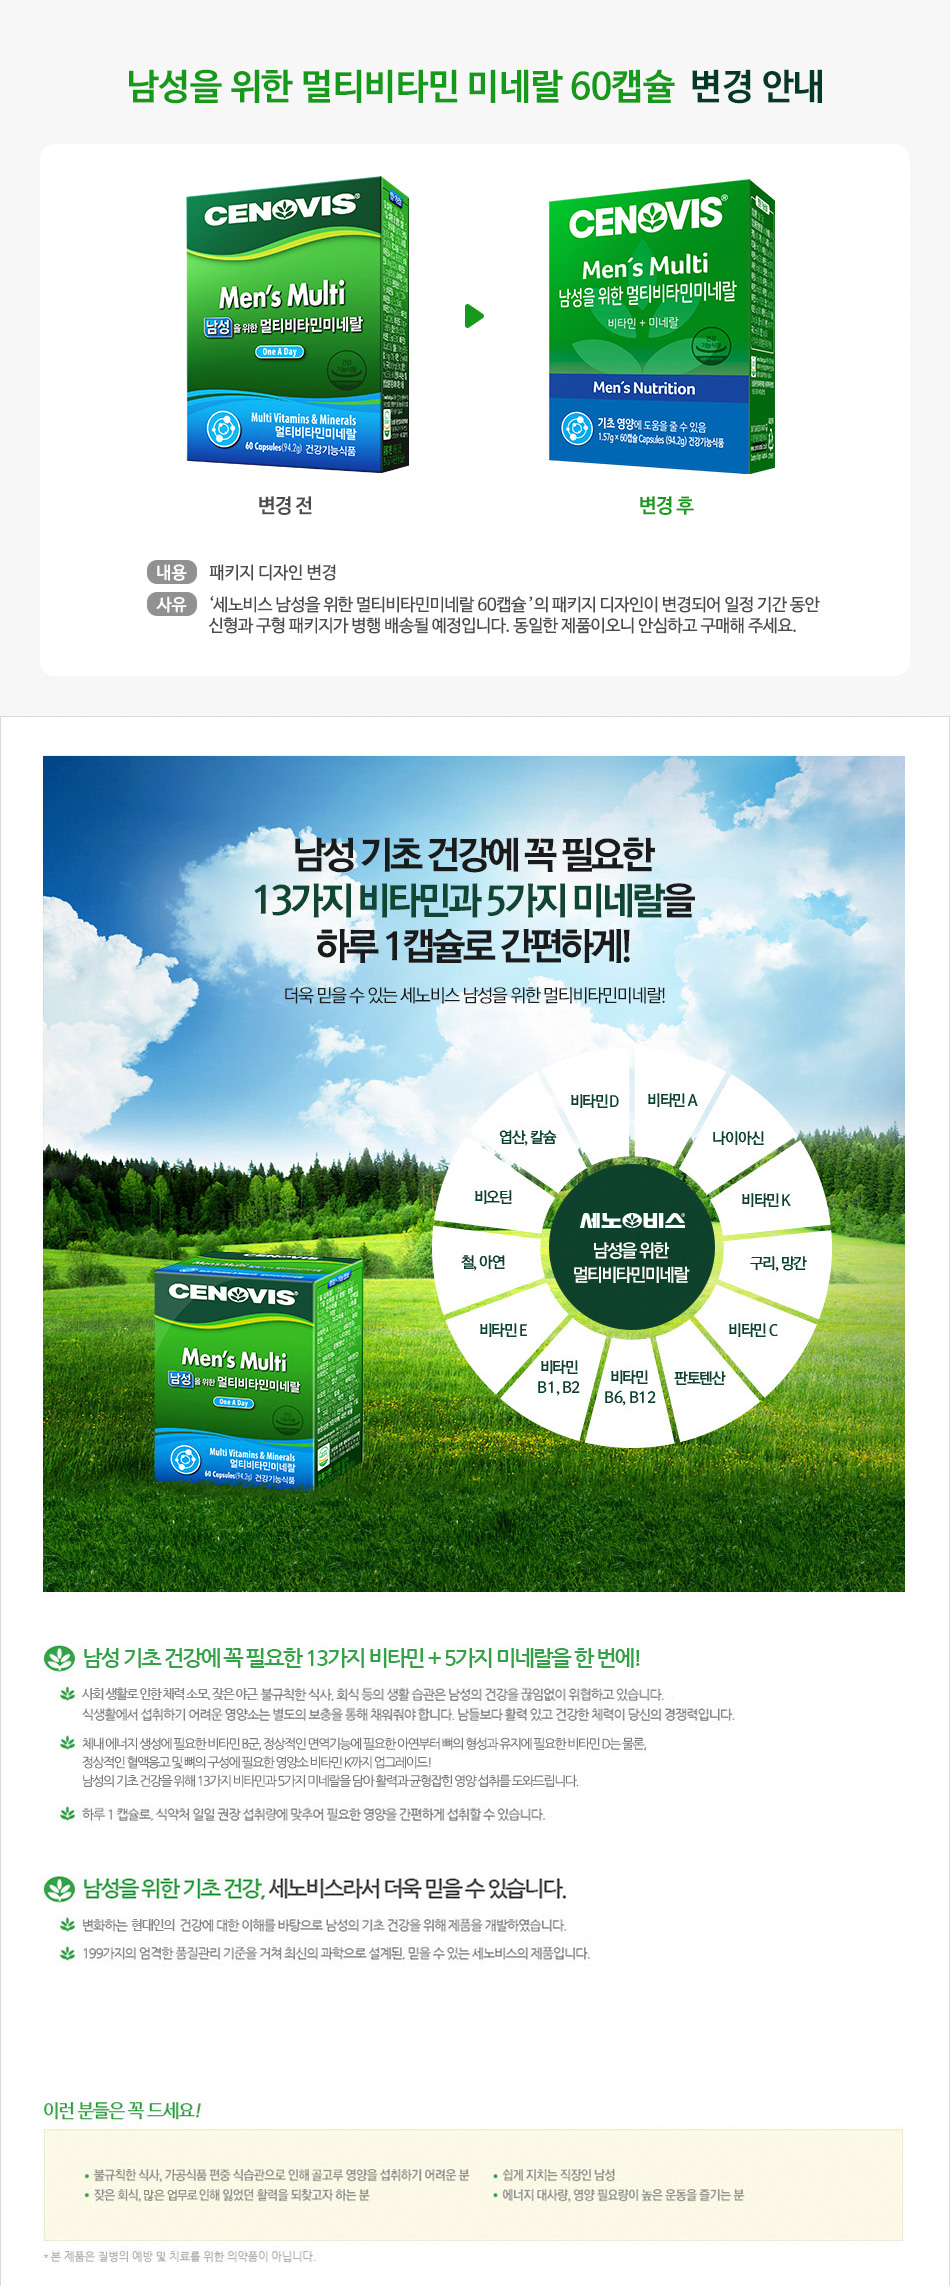 남성을 위한 멀티비타민 미네랄 60캡슐 변경 안내
CENOVIS®
Men's Multi
남성을 위한 멀티비타민미네랄
One A Day
건강
기능식품
Multi Vitamins & Minerals
멀티비타민미네랄
60 Capsules(94.2g) 건강기능식품
변경 전
CENOVIS®
Men's Multi
남성을 위한 멀티비타민미네랄
비타민 + 미네랄
건강
기능식품
Men's Nutrition
기초 영양에 도움을 줄 수 있음
1.57g × 60캡슐 Capsules (94.2g) 건강기능식품
변경 후
내용 패키지 디자인 변경
사유 ‘세노비스 남성을 위한 멀티비타민미네랄 60캡슐 ’의 패키지 디자인이 변경되어 일정 기간 동안
신형과 구형 패키지가 병행 배송될 예정입니다. 동일한 제품이오니 안심하고 구매해 주세요.
남성 기초 건강에 꼭 필요한
13가지 비타민과 5가지 미네랄을
하루 1캡슐로 간편하게!
더욱 믿을 수 있는 세노비스 남성을 위한 멀티비타민미네랄!
비타민D
비타민 A
엽산, 칼슘
나이아신
비오틴
비타민 K
철, 아연
구리, 망간
비타민 E
비타민 C
비타민
B1, B2
비타민
B6, B12
판토텐산
세노비스
남성을 위한
멀티비타민미네랄
CENOVIS
CENOVIS®
Men's Multi
남성을 위한 멀티비타민미네랄
One A Day
Multi Vitamins & Minerals
멀티비타민미네랄
60 Capsules(94.2g) 건강기능식품
남성 기초 건강에 꼭 필요한 13가지 비타민 + 5가지 미네랄을 한 번에!
사회 생활로 인한 체력 소모, 잦은 야근, 불규칙한 식사, 회식 등의 생활 습관은 남성의 건강을 끊임없이 위협하고 있습니다.
식생활에서 섭취하기 어려운 영양소는 별도의 보충을 통해 채워줘야 합니다. 남들보다 활력 있고 건강한 체력이 당신의 경쟁력입니다.
체내 에너지 생성에 필요한 비타민 B군, 정상적인 면역기능에 필요한 아연부터 뼈의 형성과 유지에 필요한 비타민 D는 물론,
정상적인 혈액응고 및 뼈의 구성에 필요한 영양소 비타민 K까지 업그레이드!
남성의 기초 건강을 위해 13가지 비타민과 5가지 미네랄을 담아 활력과 균형잡힌 영양 섭취를 도와드립니다.
하루 1 캡슐로, 식약처 일일 권장 섭취량에 맞추어 필요한 영양을 간편하게 섭취할 수 있습니다.
남성을 위한 기초 건강, 세노비스라서 더욱 믿을 수 있습니다.
변화하는 현대인의 건강에 대한 이해를 바탕으로 남성의 기초 건강을 위해 제품을 개발하였습니다.
199가지의 엄격한 품질관리 기준을 거쳐 최신의 과학으로 설계된, 믿을 수 있는 세노비스의 제품입니다.
이런 분들은 꼭 드세요!
• 불규칙한 식사, 가공식품 편중 식습관으로 인해 골고루 영양을 섭취하기 어려운 분
• 쉽게 지치는 직장인 남성
• 잦은 회식, 많은 업무로 인해 잃었던 활력을 되찾고자 하는 분
• 에너지 대사량, 영양 필요량이 높은 운동을 즐기는 분
* 본 제품은 질병의 예방 및 치료를 위한 의약품이 아닙니다.